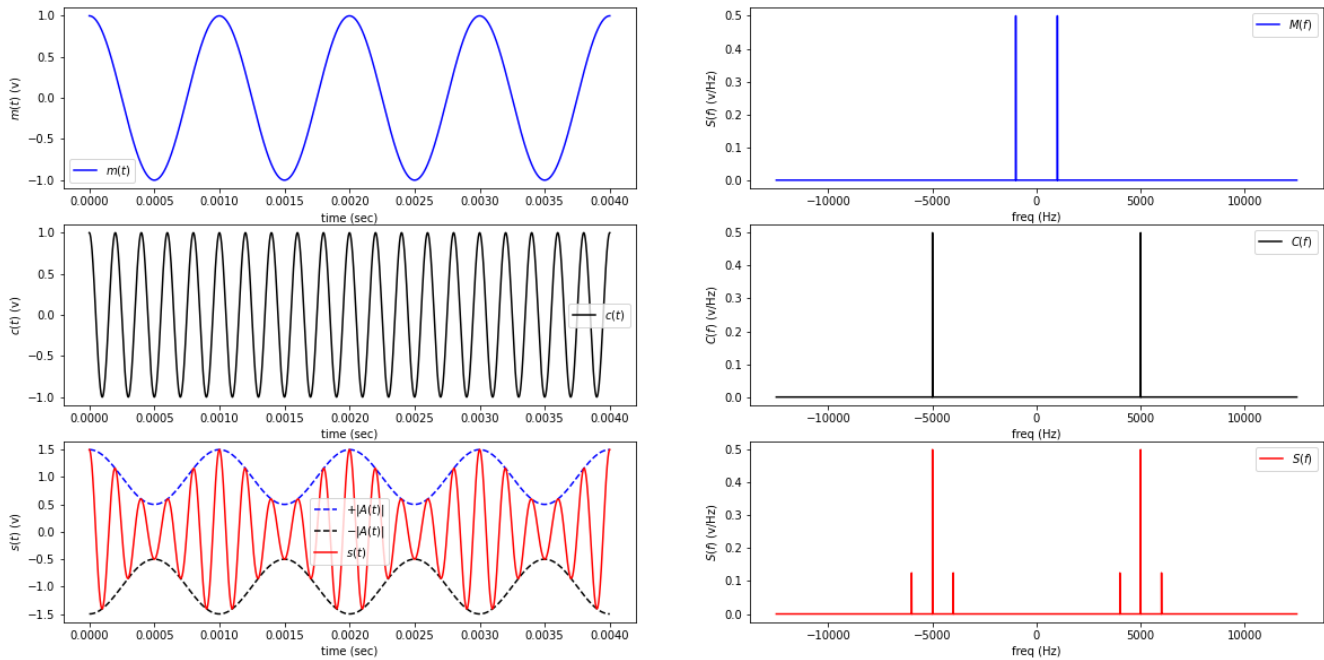 1.0
0.5
0.0
−0.5
−1.0
m(t) (v)
m(t)
0.0000 0.0005 0.0010 0.0015 0.0020 0.0025 0.0030 0.0035 0.0040
time (sec)
0.5
0.4
0.3
0.2
0.1
0.0
S(f) (v/Hz)
M(f)
−10000 −5000 0 5000 10000
freq (Hz)
1.0
0.5
0.0
−0.5
−1.0
c(t) (v)
c(t)
0.0000 0.0005 0.0010 0.0015 0.0020 0.0025 0.0030 0.0035 0.0040
time (sec)
0.5
0.4
0.3
0.2
0.1
0.0
C(f) (v/Hz)
C(f)
−10000 −5000 0 5000 10000
freq (Hz)
1.5
1.0
0.5
0.0
−0.5
−1.0
−1.5
s(t) (v)
+|A(t)|
−|A(t)|
s(t)
0.0000 0.0005 0.0010 0.0015 0.0020 0.0025 0.0030 0.0035 0.0040
time (sec)
0.5
0.4
0.3
0.2
0.1
0.0
S(f) (v/Hz)
S(f)
−10000 −5000 0 5000 10000
freq (Hz)